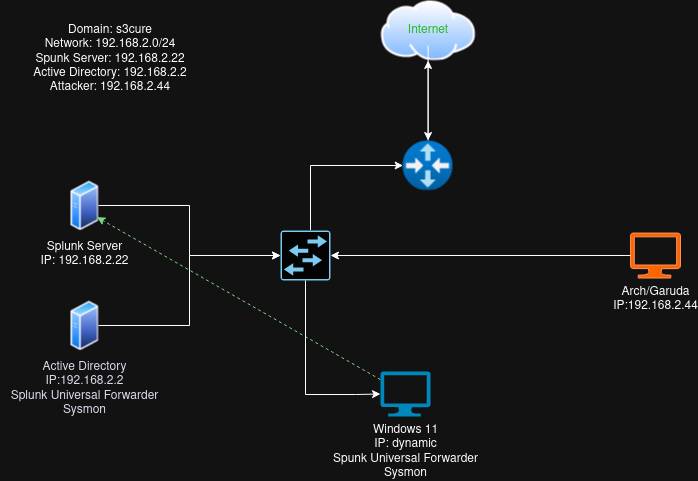 Domain: s3cure
Network: 192.168.2.0/24
Spunk Server: 192.168.2.22
Active Directory: 192.168.2.2
Attacker: 192.168.2.44
Internet
Splunk Server
IP: 192.168.2.22
Arch/Garuda
IP:192.168.2.44
Active Directory
IP:192.168.2.2
Splunk Universal Forwarder
Sysmon
Windows 11
IP: dynamic
Spunk Universal Forwarder
Sysmon